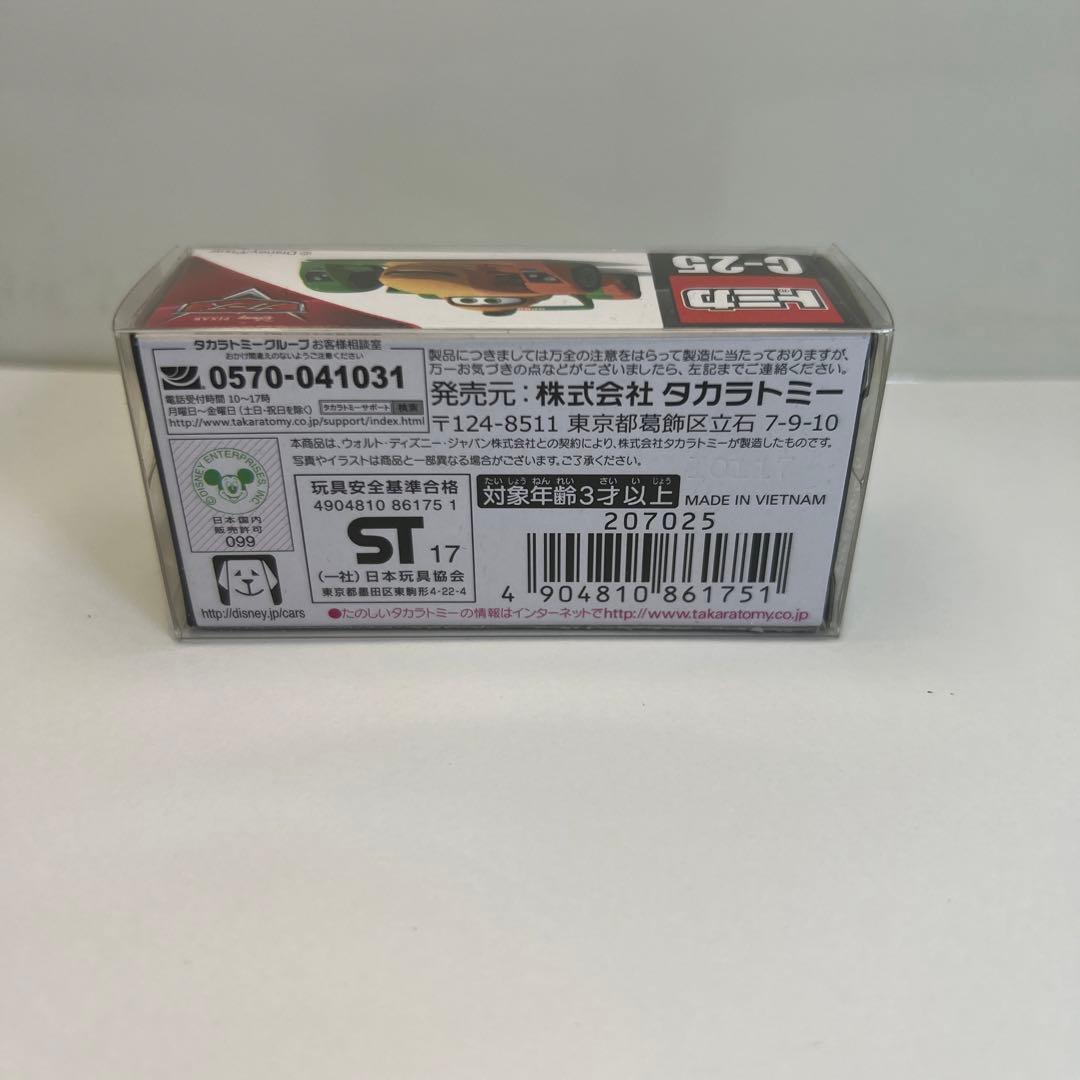 トミカ
C-25
© Disney/Pixar
カーズ
DISNEY PIXAR
タカラトミーグループお客様相談室
おかけ間違えのないようご注意ください
0570-041031
電話受付時間 10〜17時
月曜日〜金曜日(土日・祝日を除く)
タカラトミーサポート 検索
http://www.takaratomy.co.jp/support/index.html
製品につきましては万全の注意をはらって製造に当たっておりますが、
万一お気づきの点などがございましたら、左記までご連絡ください。
発売元:株式会社 タカラトミー
〒124-8511 東京都葛飾区立石 7-9-10
本商品は、ウォルト・ディズニー・ジャパン株式会社との契約により、株式会社タカラトミーが製造したものです。
写真やイラストは商品と一部異なる場合がございます。ご了承ください。
©DISNEY ENTERPRISES, INC.
日本国内
販売許可
099
http://disney.jp/cars
玩具安全基準合格
4904810 86175 1
ST 17
(一社)日本玩具協会
東京都墨田区東駒形4-22-4
たいしょうねんれい さいいじょう
対象年齢3才以上
MADE IN VIETNAM
207025
4 904810 861751
●たのしいタカラトミーの情報はインターネットでhttp://www.takaratomy.co.jp